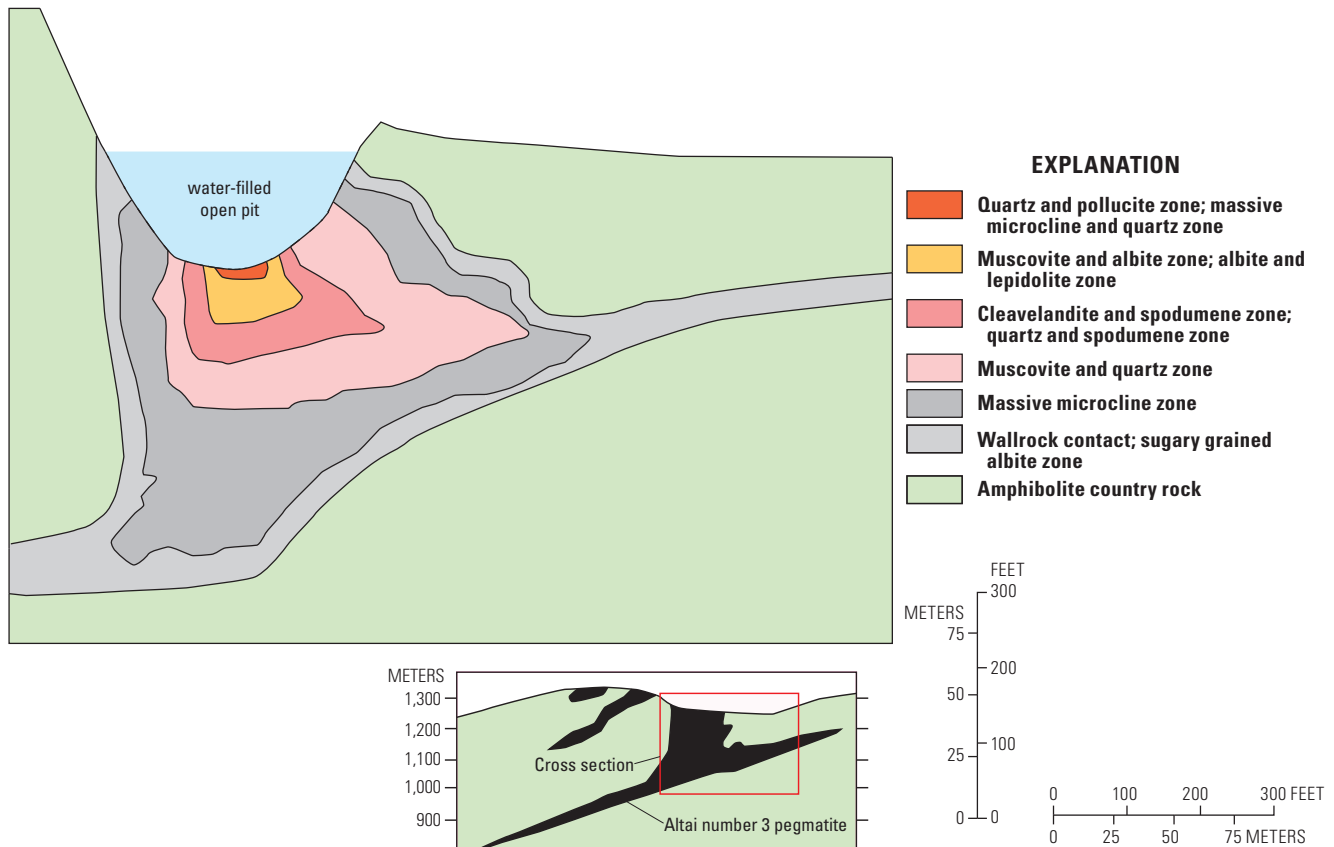 water-filled
open pit
EXPLANATION
Quartz and pollucite zone; massive
microcline and quartz zone
Muscovite and albite zone; albite and
lepidolite zone
Cleavelandite and spodumene zone;
quartz and spodumene zone
Muscovite and quartz zone
Massive microcline zone
Wallrock contact; sugary grained
albite zone
Amphibolite country rock
METERS
1,300
1,200
1,100
1,000
900
Cross section
Altai number 3 pegmatite
FEET
300
METERS
75
200
50
100
25
0 0
0 100 200 300 FEET
0 25 50 75 METERS